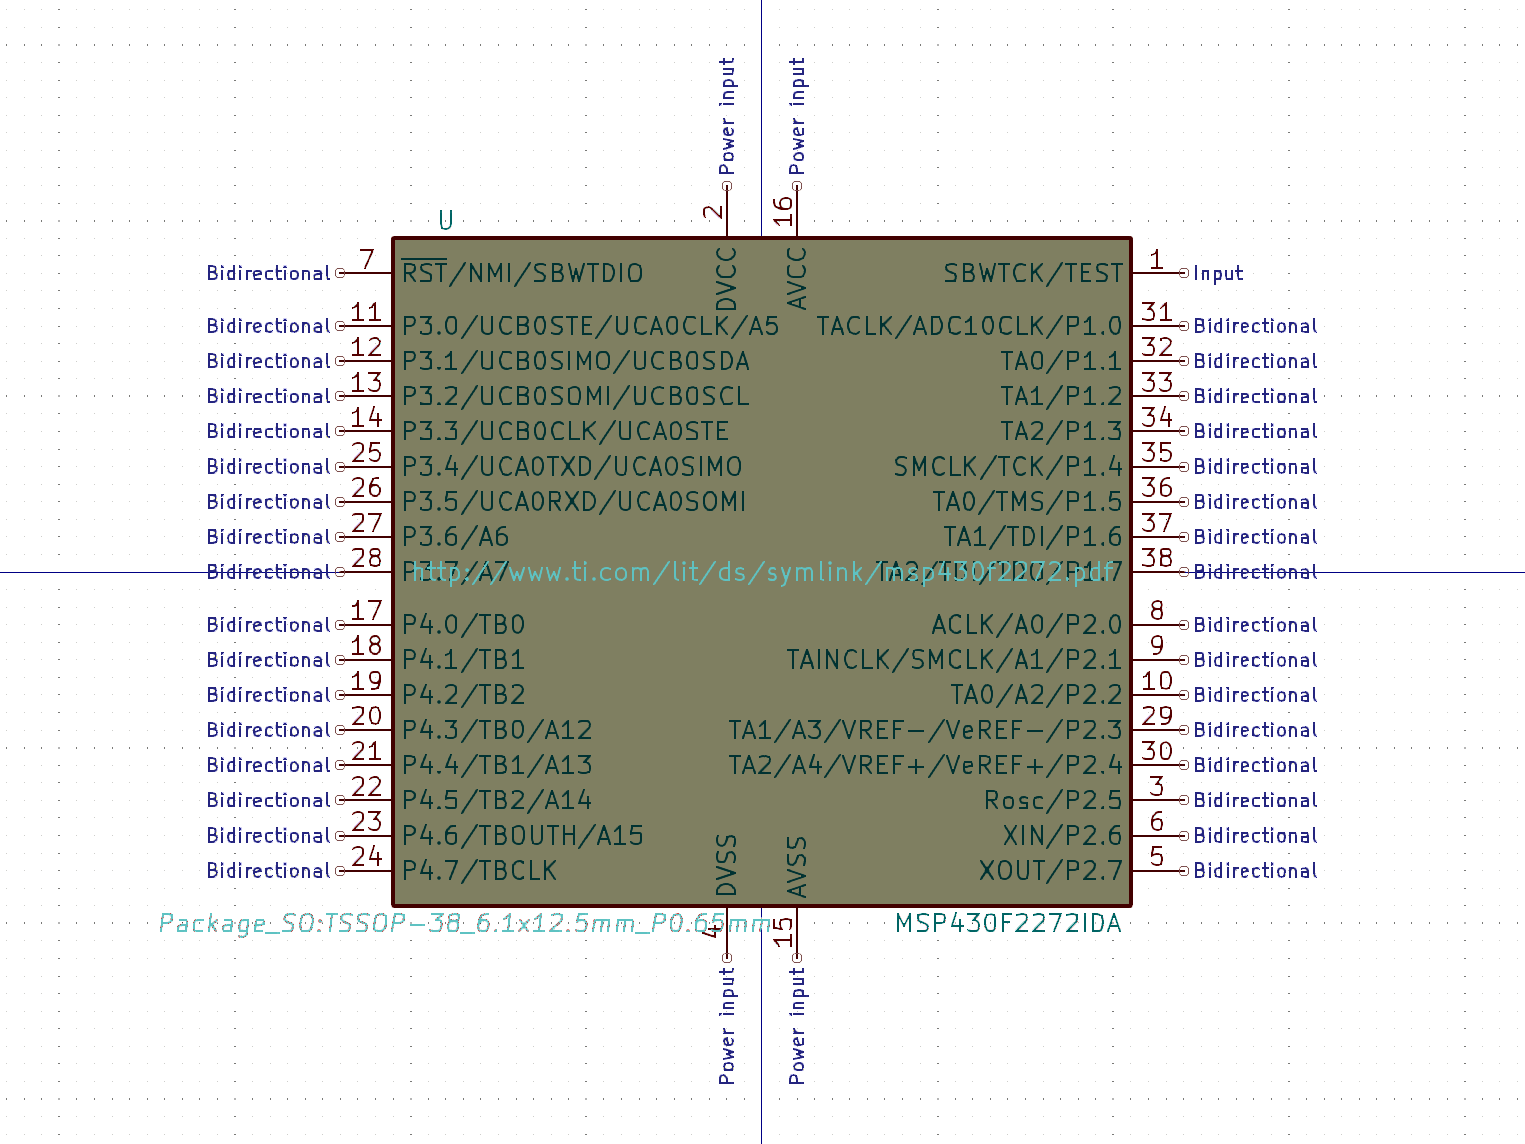 Power input Power input
2 16
U
DVCC AVCC
Bidirectional 7 RST/NMI/SBWTDIO SBWTCK/TEST 1 Input
Bidirectional 11 P3.0/UCB0STE/UCA0CLK/A5 TACLK/ADC10CLK/P1.0 31 Bidirectional
Bidirectional 12 P3.1/UCB0SIMO/UCB0SDA TA0/P1.1 32 Bidirectional
Bidirectional 13 P3.2/UCB0SOMI/UCB0SCL TA1/P1.2 33 Bidirectional
Bidirectional 14 P3.3/UCB0CLK/UCA0STE TA2/P1.3 34 Bidirectional
Bidirectional 25 P3.4/UCA0TXD/UCA0SIMO SMCLK/TCK/P1.4 35 Bidirectional
Bidirectional 26 P3.5/UCA0RXD/UCA0SOMI TA0/TMS/P1.5 36 Bidirectional
Bidirectional 27 P3.6/A6 TA1/TDI/P1.6 37 Bidirectional
Bidirectional 28 P3.7/A7 http://www.ti.com/lit/ds/symlink/msp430f2272.pdf 38 Bidirectional
Bidirectional 17 P4.0/TB0 ACLK/A0/P2.0 8 Bidirectional
Bidirectional 18 P4.1/TB1 TAINCLK/SMCLK/A1/P2.1 9 Bidirectional
Bidirectional 19 P4.2/TB2 TA0/A2/P2.2 10 Bidirectional
Bidirectional 20 P4.3/TB0/A12 TA1/A3/VREF-/VeREF-/P2.3 29 Bidirectional
Bidirectional 21 P4.4/TB1/A13 TA2/A4/VREF+/VeREF+/P2.4 30 Bidirectional
Bidirectional 22 P4.5/TB2/A14 Rosc/P2.5 3 Bidirectional
Bidirectional 23 P4.6/TBOUTH/A15 XIN/P2.6 6 Bidirectional
Bidirectional 24 P4.7/TBCLK XOUT/P2.7 5 Bidirectional
DVSS AVSS
Package_SO:TSSOP-38_6.1x12.5mm_P0.65mm MSP430F2272IDA
4 15
Power input Power input